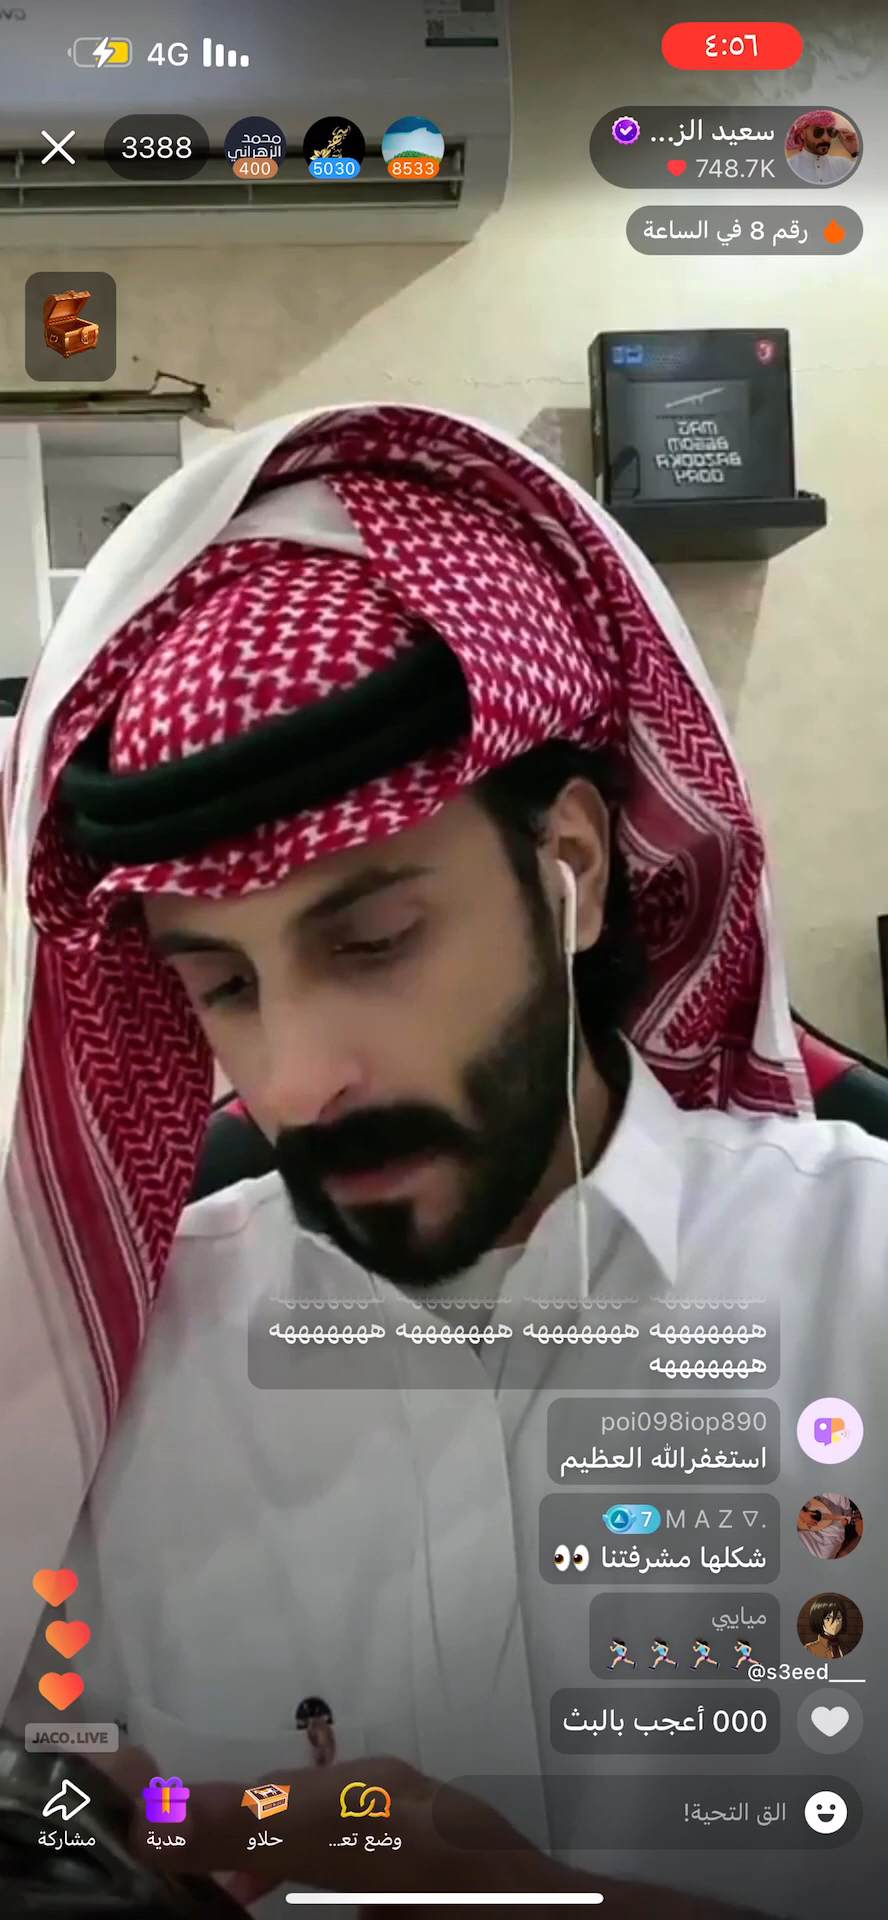 4G
٤:٥٦
سعيد الز...
748.7K
3388
محمد
الزهراني
400
5030
8533
رقم 8 في الساعة
هههههههه هههههههه هههههههه هههههههه
هههههههه
poi098iop890
استغفرالله العظيم
7 M A Z ▽.
شكلها مشرفتنا 👀
ميايبي
🏃🏻‍♀️ 🏃🏻‍♀️ 🏃🏻‍♀️ 🏃🏻‍♀️
@s3eed___
000 أعجب بالبث
JACO.LIVE
الق التحية!
وضع تعـ...
حلاو
هدية
مشاركة